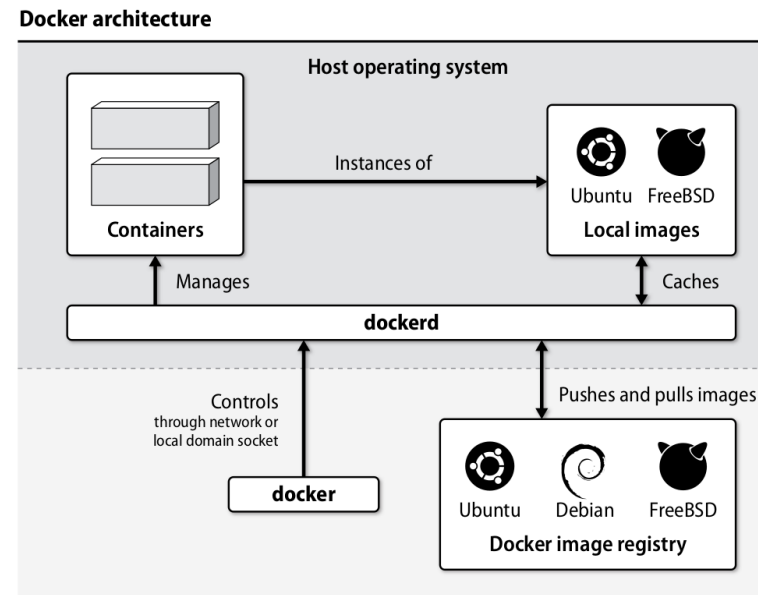 Docker architecture
Host operating system
Containers
Instances of
Ubuntu FreeBSD
Local images
Manages
Caches
dockerd
Controls
through network or
local domain socket
Pushes and pulls images
docker
Ubuntu Debian FreeBSD
Docker image registry